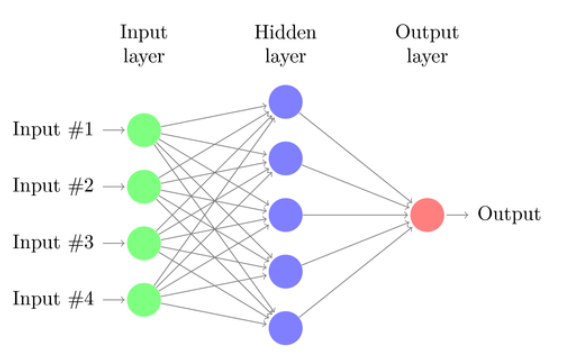 Input
layer
Hidden
layer
Output
layer
Input #1
Input #2
Input #3
Input #4
Output